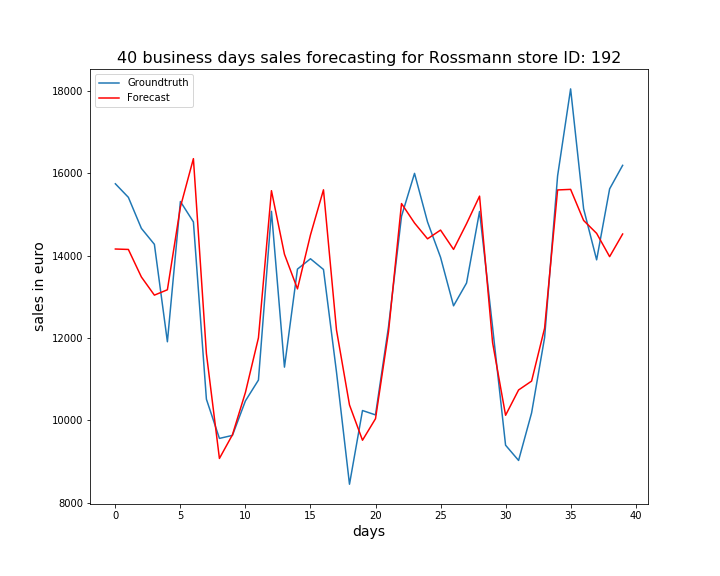 40 business days sales forecasting for Rossmann store ID: 192
Groundtruth
Forecast
sales in euro
18000
16000
14000
12000
10000
8000
0 5 10 15 20 25 30 35 40
days